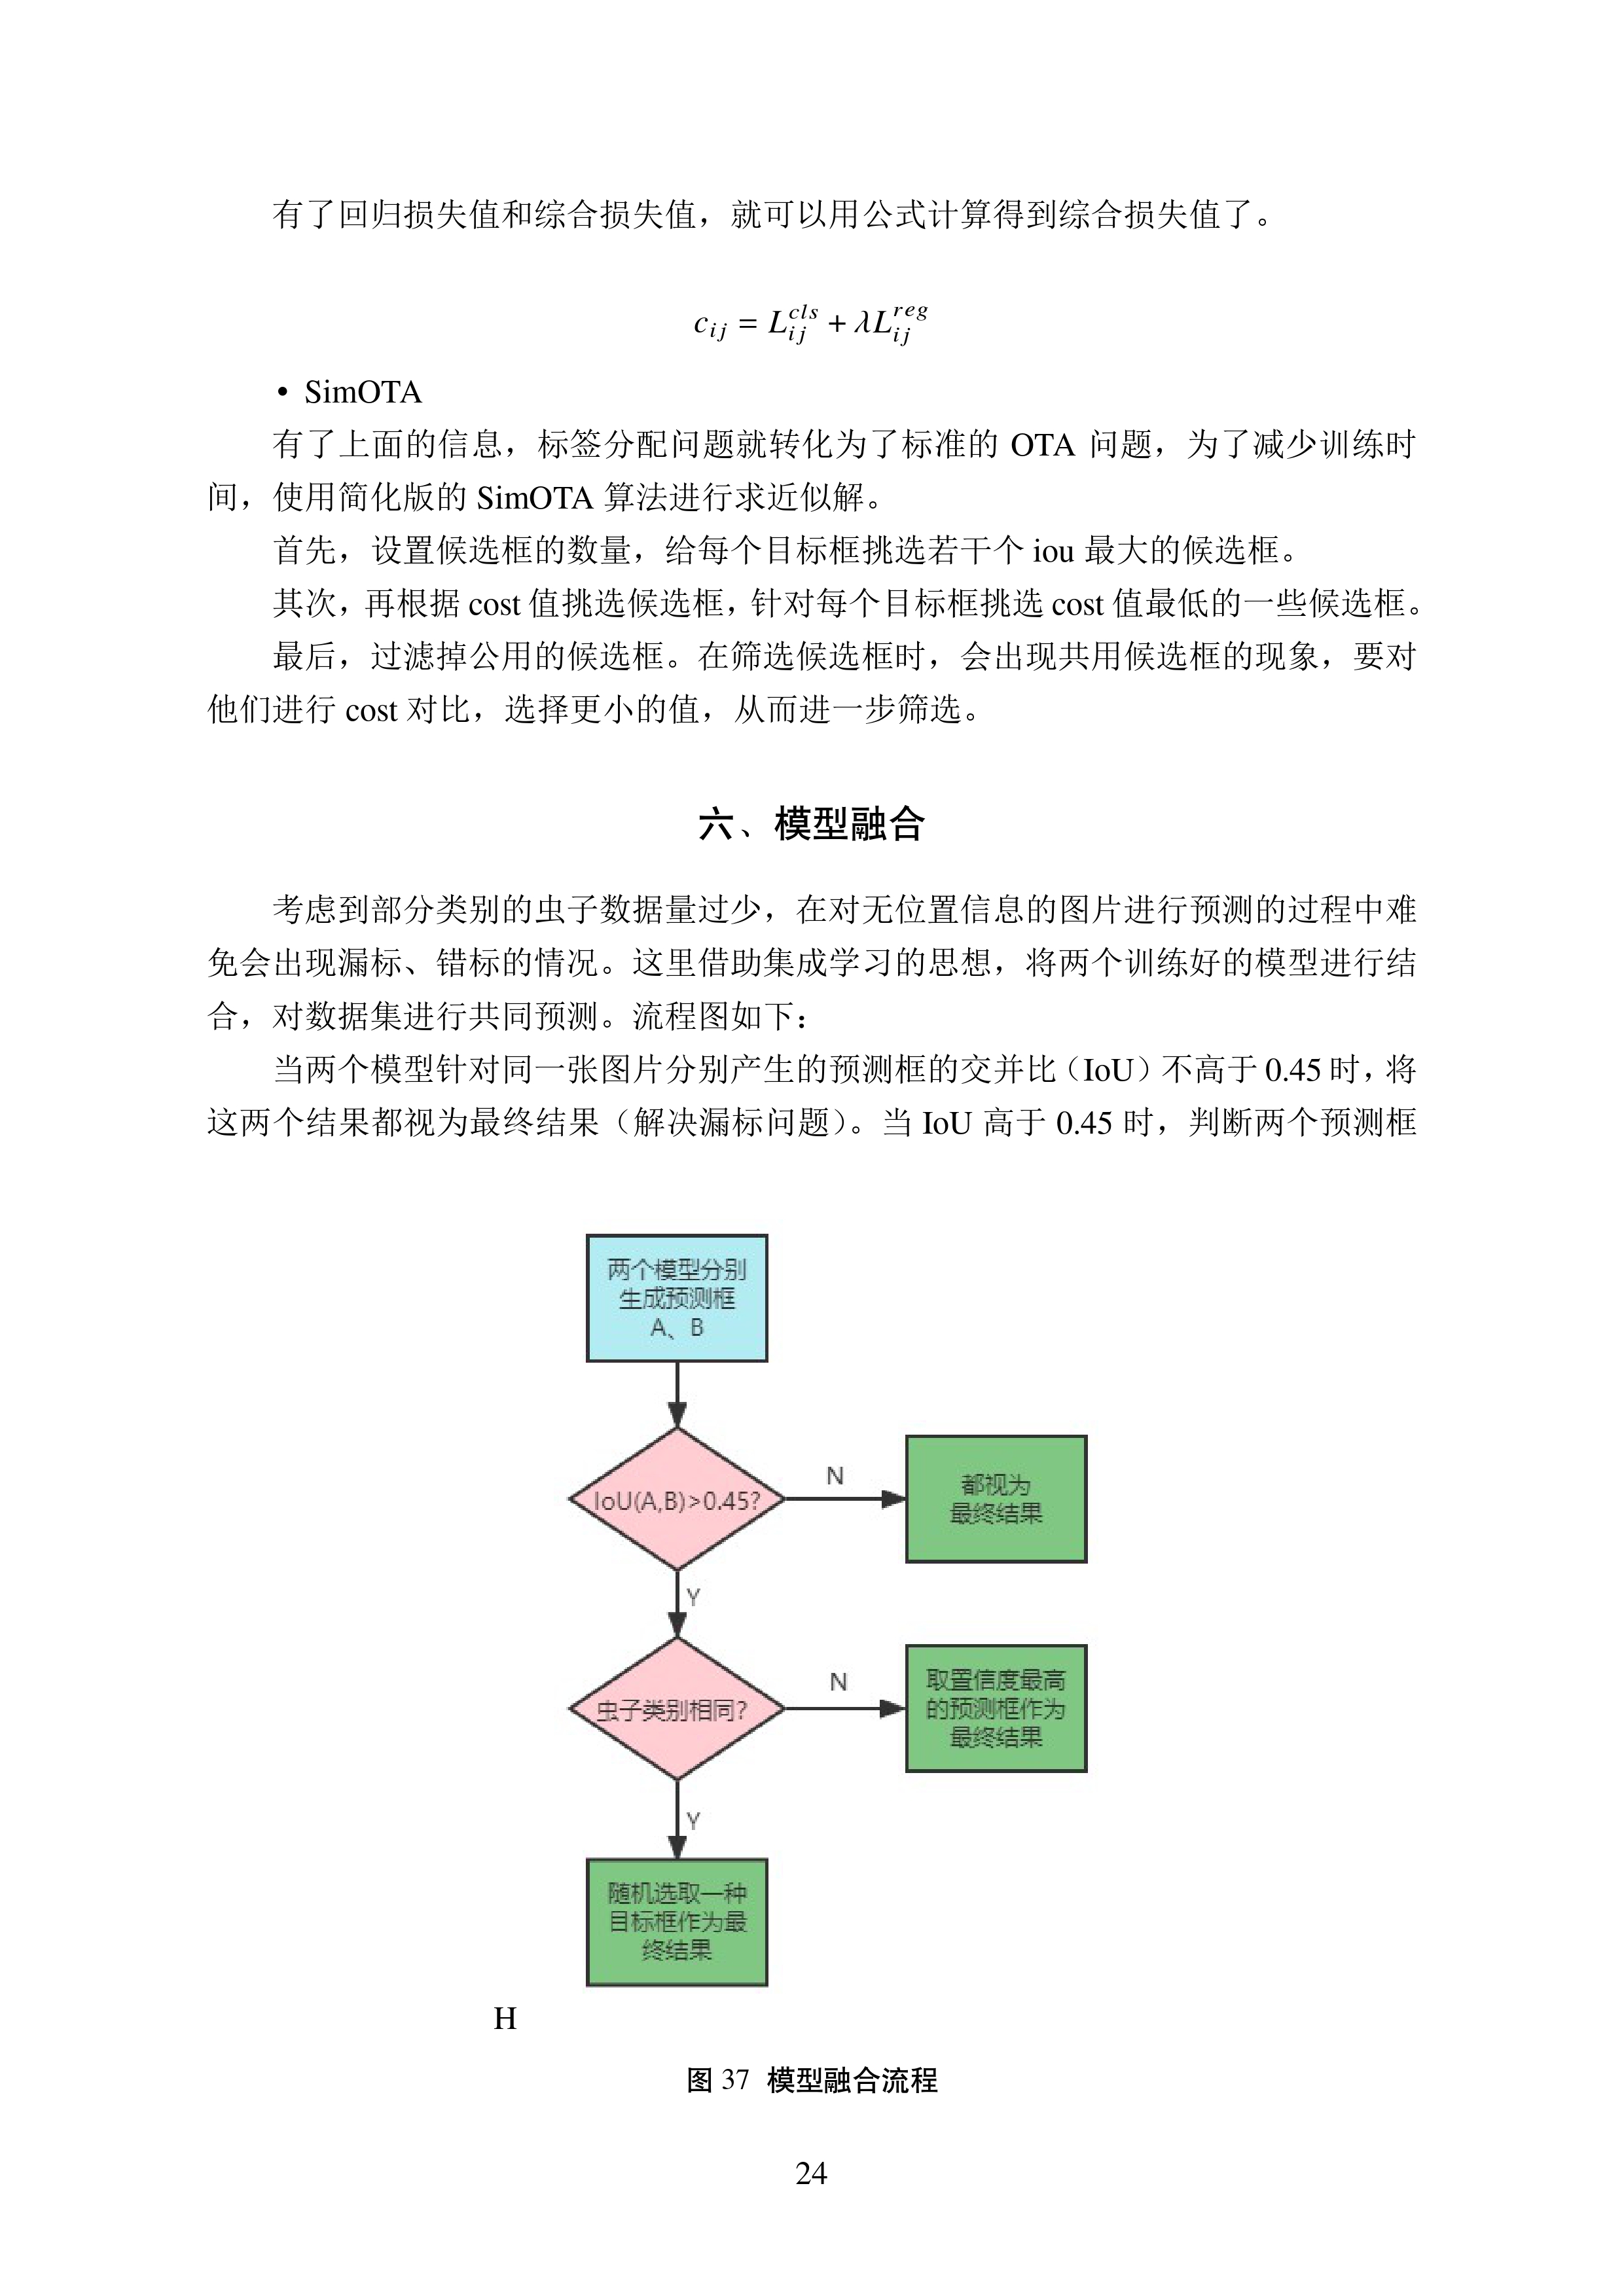 有了回归损失值和综合损失值，就可以用公式计算得到综合损失值了。
c_{ij} = L_{ij}^{cls} + λL_{ij}^{reg}
• SimOTA
有了上面的信息，标签分配问题就转化为了标准的 OTA 问题，为了减少训练时
间，使用简化版的 SimOTA 算法进行求近似解。
首先，设置候选框的数量，给每个目标框挑选若干个 iou 最大的候选框。
其次，再根据 cost 值挑选候选框，针对每个目标框挑选 cost 值最低的一些候选框。
最后，过滤掉公用的候选框。在筛选候选框时，会出现共用候选框的现象，要对
他们进行 cost 对比，选择更小的值，从而进一步筛选。
六、模型融合
考虑到部分类别的虫子数据量过少，在对无位置信息的图片进行预测的过程中难
免会出现漏标、错标的情况。这里借助集成学习的思想，将两个训练好的模型进行结
合，对数据集进行共同预测。流程图如下：
当两个模型针对同一张图片分别产生的预测框的交并比（IoU）不高于 0.45 时，将
这两个结果都视为最终结果（解决漏标问题）。当 IoU 高于 0.45 时，判断两个预测框
两个模型分别
生成预测框
A、B
IoU(A,B)>0.45?
N
都视为
最终结果
Y
虫子类别相同?
N
取置信度最高
的预测框作为
最终结果
Y
随机选取一种
目标框作为最
终结果
H
图 37 模型融合流程
24